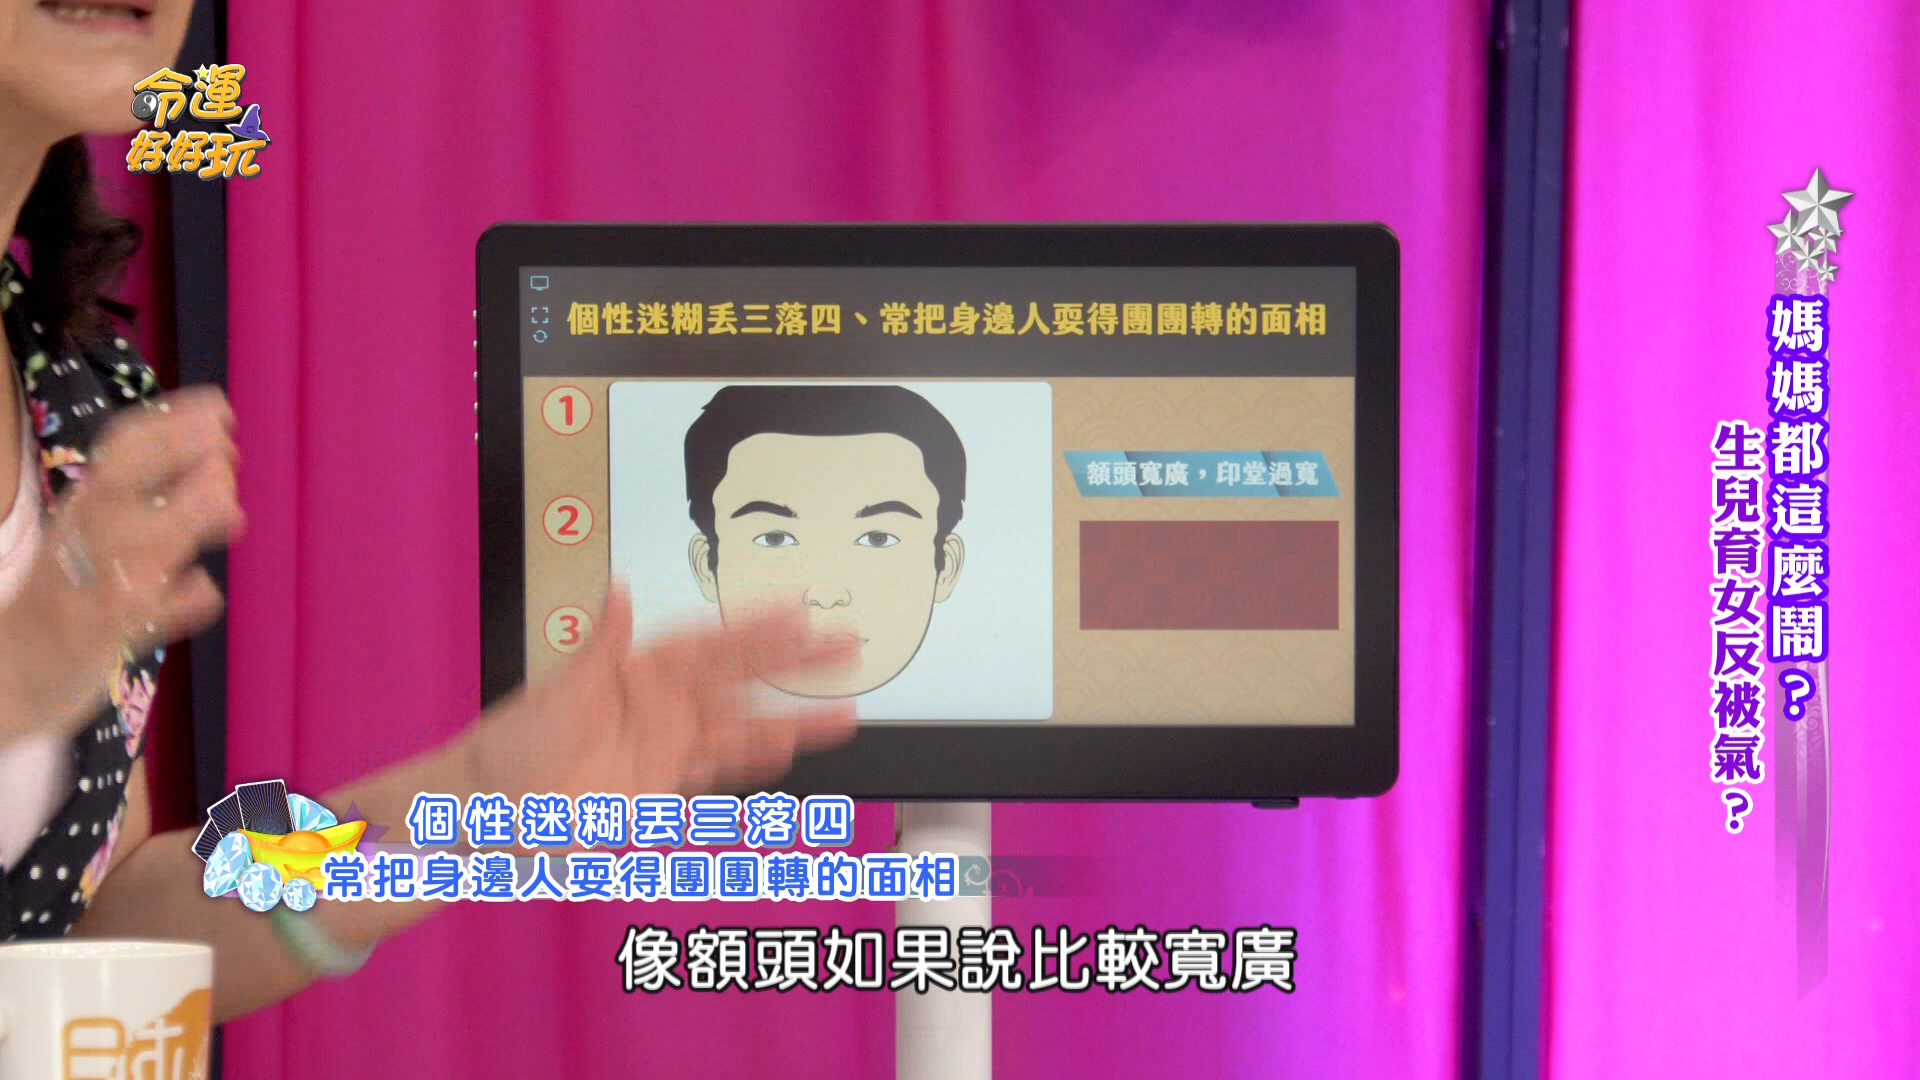 命運
好好玩
個性迷糊丟三落四、常把身邊人耍得團團轉的面相
1
2
3
額頭寬廣，印堂過寬
媽媽都這麼鬧？
生兒育女反被氣？
個性迷糊丟三落四
常把身邊人耍得團團轉的面相
像額頭如果說比較寬廣